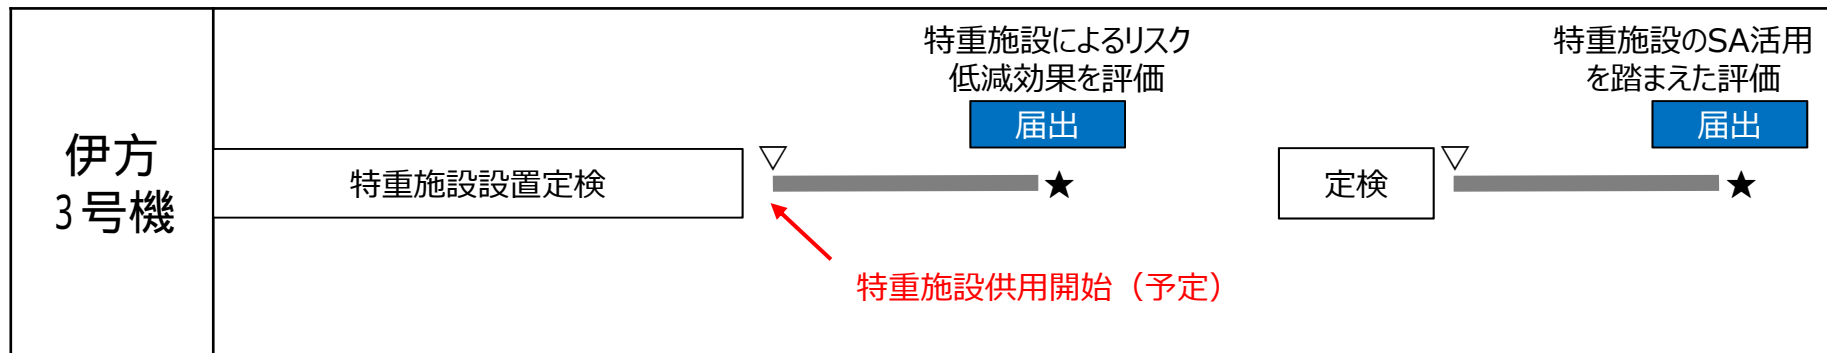 伊方
3号機
特重施設設置定検
特重施設によるリスク
低減効果を評価
届出
▽
★
特重施設供用開始（予定）
定検
特重施設のSA活用
を踏まえた評価
届出
▽
★